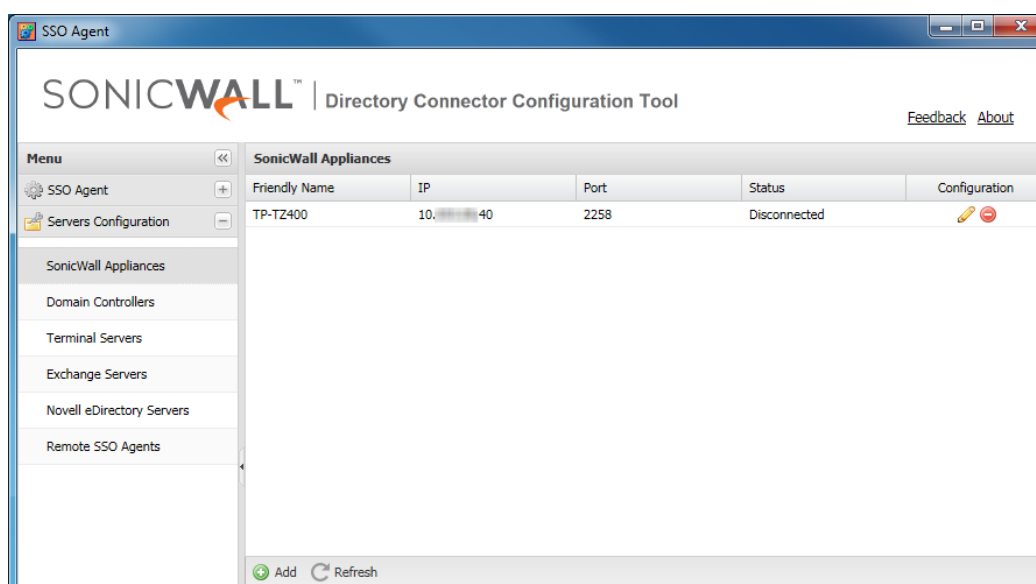 SSO Agent
SONICWALL™ | Directory Connector Configuration Tool
Feedback About
Menu
SonicWall Appliances
SSO Agent
Friendly Name IP Port Status Configuration
Servers Configuration
TP-TZ400 10. 40 2258 Disconnected
SonicWall Appliances
Domain Controllers
Terminal Servers
Exchange Servers
Novell eDirectory Servers
Remote SSO Agents
Add Refresh